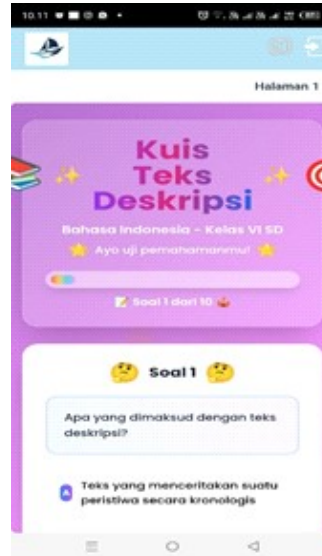 10.11
Halaman 1
Kuis
Teks
Deskripsi
Bahasa Indonesia - Kelas VI SD
Ayo uji pemahamanmu!
Soal 1 dari 10
Soal 1
Apa yang dimaksud dengan teks
deskripsi?
A Teks yang menceritakan suatu
peristiwa secara kronologis